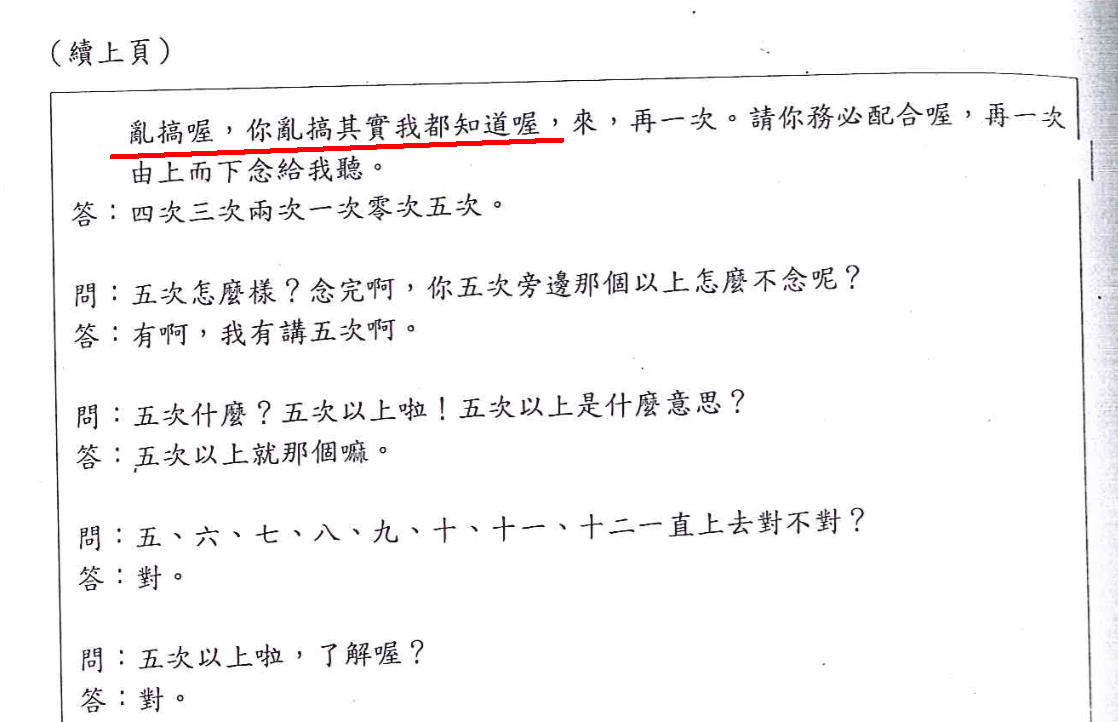 （續上頁）
亂搞喔，你亂搞其實我都知道喔，來，再一次。請你務必配合喔，再一次
由上而下念給我聽。
答：四次三次兩次一次零次五次。
問：五次怎麼樣？念完啊，你五次旁邊那個以上怎麼不念呢？
答：有啊，我有講五次啊。
問：五次什麼？五次以上啦！五次以上是什麼意思？
答：五次以上就那個嘛。
問：五、六、七、八、九、十、十一、十二一直上去對不對？
答：對。
問：五次以上啦，了解喔？
答：對。